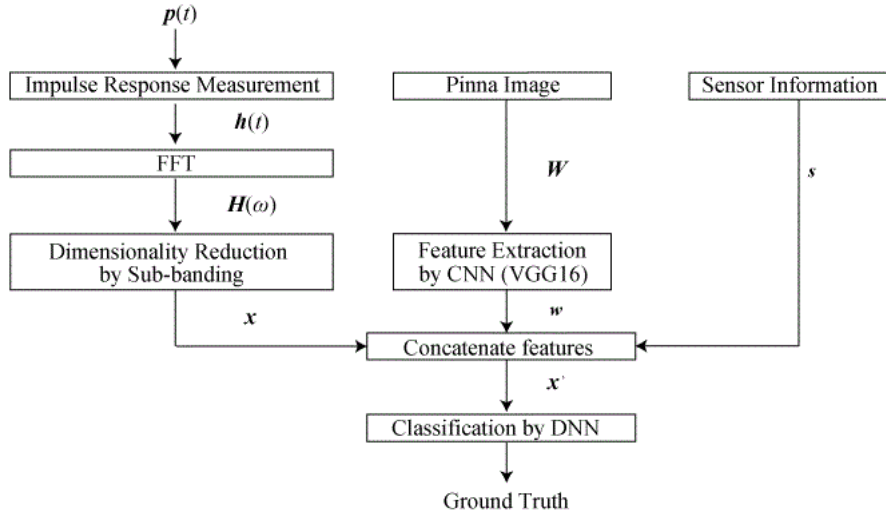 p(t)
Impulse Response Measurement
Pinna Image
Sensor Information
h(t)
FFT
W
s
H(ω)
Dimensionality Reduction
by Sub-banding
Feature Extraction
by CNN (VGG16)
x
w
Concatenate features
x'
Classification by DNN
Ground Truth